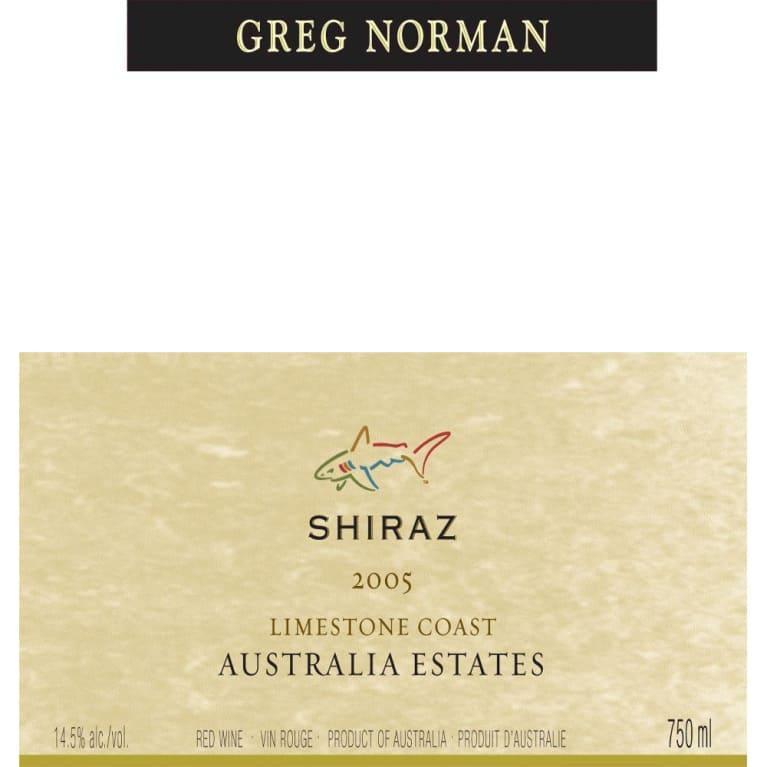 GREG NORMAN
SHIRAZ
2005
LIMESTONE COAST
AUSTRALIA ESTATES
14.5% alc./vol. RED WINE · VIN ROUGE · PRODUCT OF AUSTRALIA · PRODUIT D'AUSTRALIE 750 ml